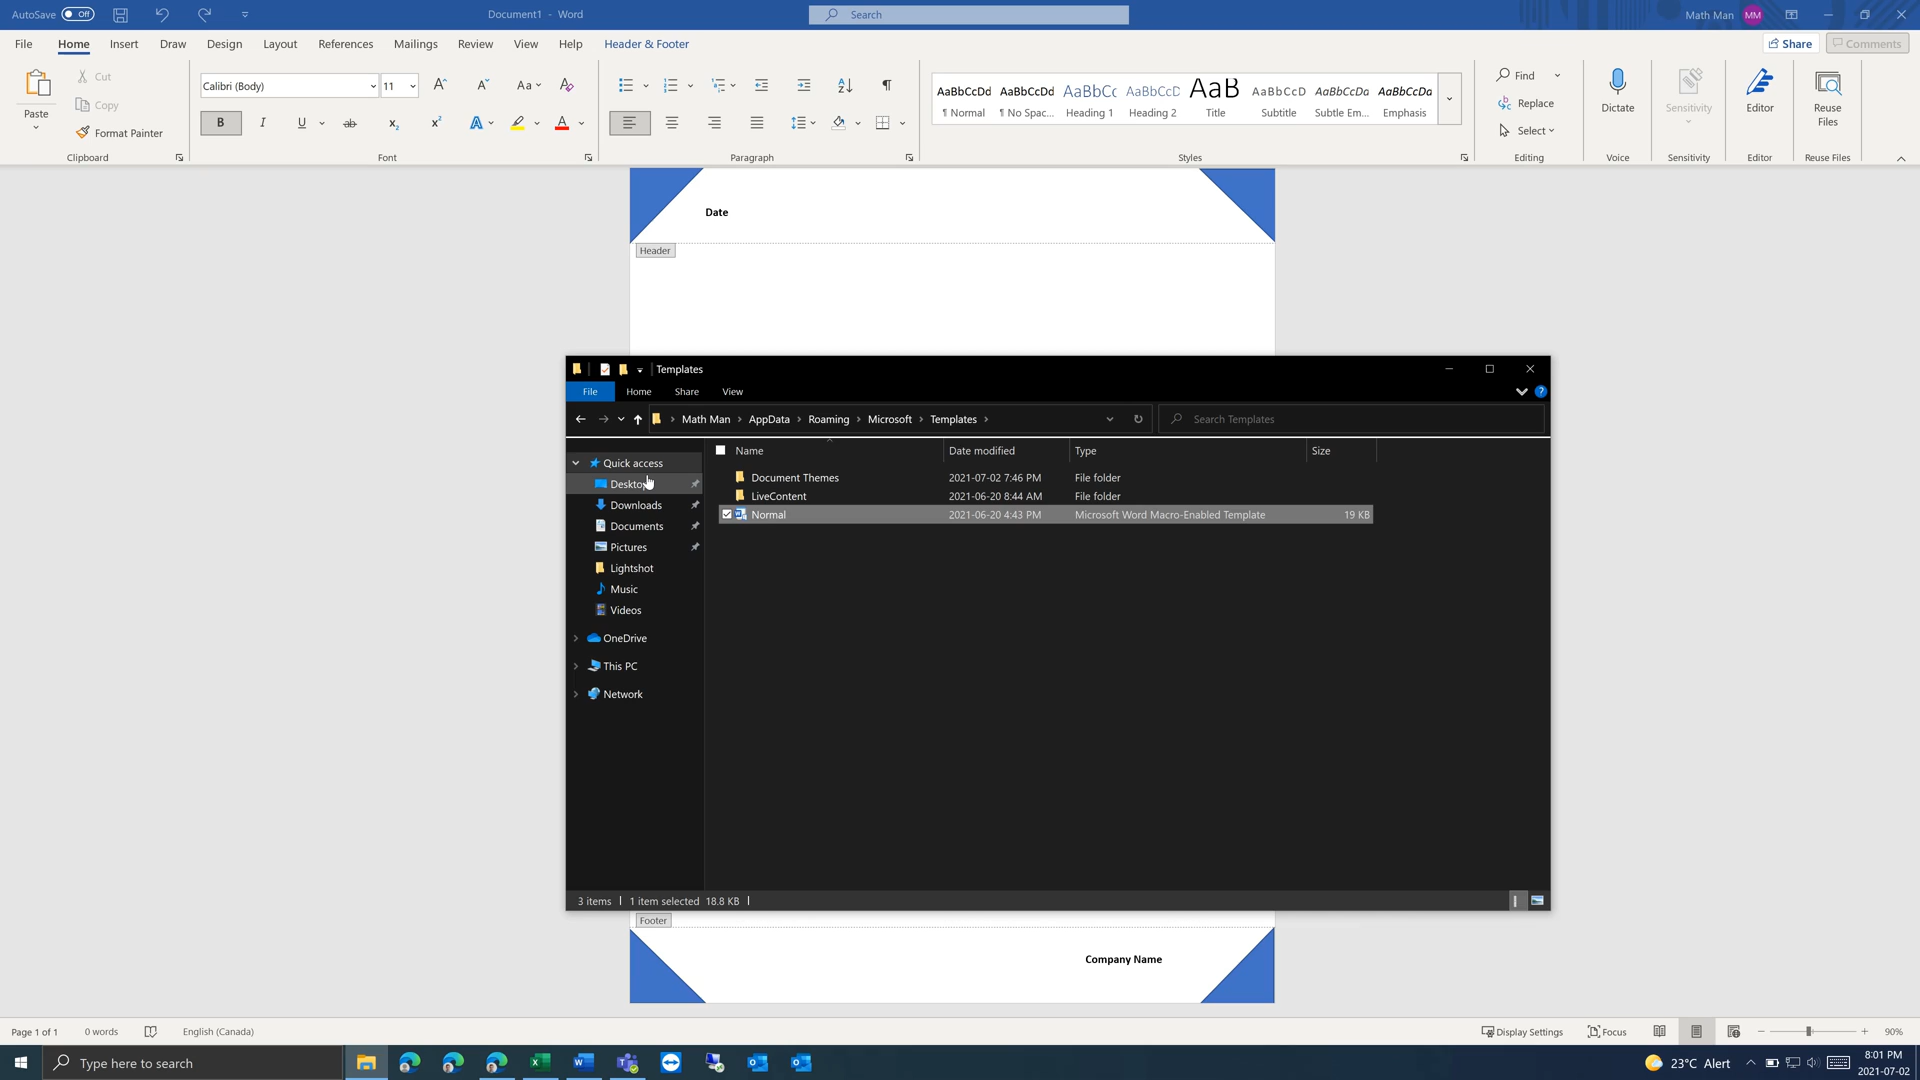 AutoSave Off Document1 - Word Search Math Man MM
File Home Insert Draw Design Layout References Mailings Review View Help Header & Footer Share Comments
Paste Cut Copy Format Painter Clipboard
Calibri (Body) 11 Aa B I U ab x₂ x² A A Font
Paragraph
AaBbCcDd AaBbCcDd AaBbCc AaBbCcD AaB AaBbCcD AaBbCcDd AaBbCcDd
¶ Normal ¶ No Spac... Heading 1 Heading 2 Title Subtitle Subtle Em... Emphasis
Styles
Find
Replace
Select
Editing
Dictate
Voice
Sensitivity
Sensitivity
Editor
Editor
Reuse
Files
Reuse Files
Date
Header
Templates
File Home Share View
Math Man AppData Roaming Microsoft Templates Search Templates
Quick access
Desktop
Downloads
Documents
Pictures
Lightshot
Music
Videos
OneDrive
This PC
Network
Name Date modified Type Size
Document Themes 2021-07-02 7:46 PM File folder
LiveContent 2021-06-20 8:44 AM File folder
Normal 2021-06-20 4:43 PM Microsoft Word Macro-Enabled Template 19 KB
3 items 1 item selected 18.8 KB
Footer
Company Name
Page 1 of 1 0 words English (Canada) Display Settings Focus 90%
Type here to search 23°C Alert 8:01 PM
2021-07-02